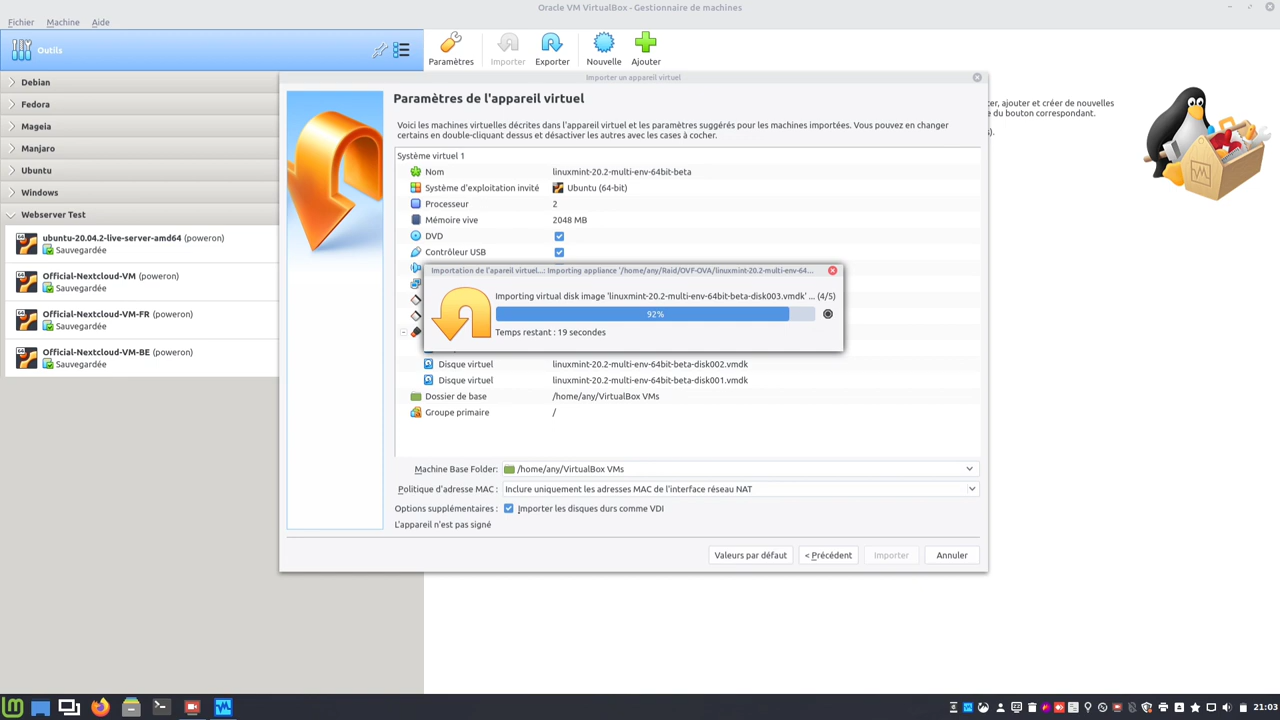 Oracle VM VirtualBox - Gestionnaire de machines
Fichier Machine Aide
Outils
Paramètres Importer Exporter Nouvelle Ajouter
Debian
Fedora
Mageia
Manjaro
Ubuntu
Windows
Webserver Test
ubuntu-20.04.2-live-server-amd64 (poweron)
Sauvegardée
Official-Nextcloud-VM (poweron)
Sauvegardée
Official-Nextcloud-VM-FR (poweron)
Sauvegardée
Official-Nextcloud-VM-BE (poweron)
Sauvegardée
ter, ajouter et créer de nouvelles
du bouton correspondant.
Importer un appareil virtuel
Paramètres de l'appareil virtuel
Voici les machines virtuelles décrites dans l'appareil virtuel et les paramètres suggérés pour les machines importées. Vous pouvez en changer
certains en double-cliquant dessus et désactiver les autres avec les cases à cocher.
Système virtuel 1
Nom linuxmint-20.2-multi-env-64bit-beta
Système d'exploitation invité Ubuntu (64-bit)
Processeur 2
Mémoire vive 2048 MB
DVD
Contrôleur USB
Importation de l'apareil virtuel...: Importing appliance '/home/any/Raid/OVF-OVA/linuxmint-20.2-multi-env-64...
Importing virtual disk image 'linuxmint-20.2-multi-env-64bit-beta-disk003.vmdk' ... (4/5)
92%
Temps restant : 19 secondes
Disque virtuel linuxmint-20.2-multi-env-64bit-beta-disk002.vmdk
Disque virtuel linuxmint-20.2-multi-env-64bit-beta-disk001.vmdk
Dossier de base /home/any/VirtualBox VMs
Groupe primaire /
Machine Base Folder: /home/any/VirtualBox VMs
Politique d'adresse MAC : Inclure uniquement les adresses MAC de l'interface réseau NAT
Options supplémentaires : Importer les disques durs comme VDI
L'appareil n'est pas signé
Valeurs par défaut < Précédent Importer Annuler
21:03